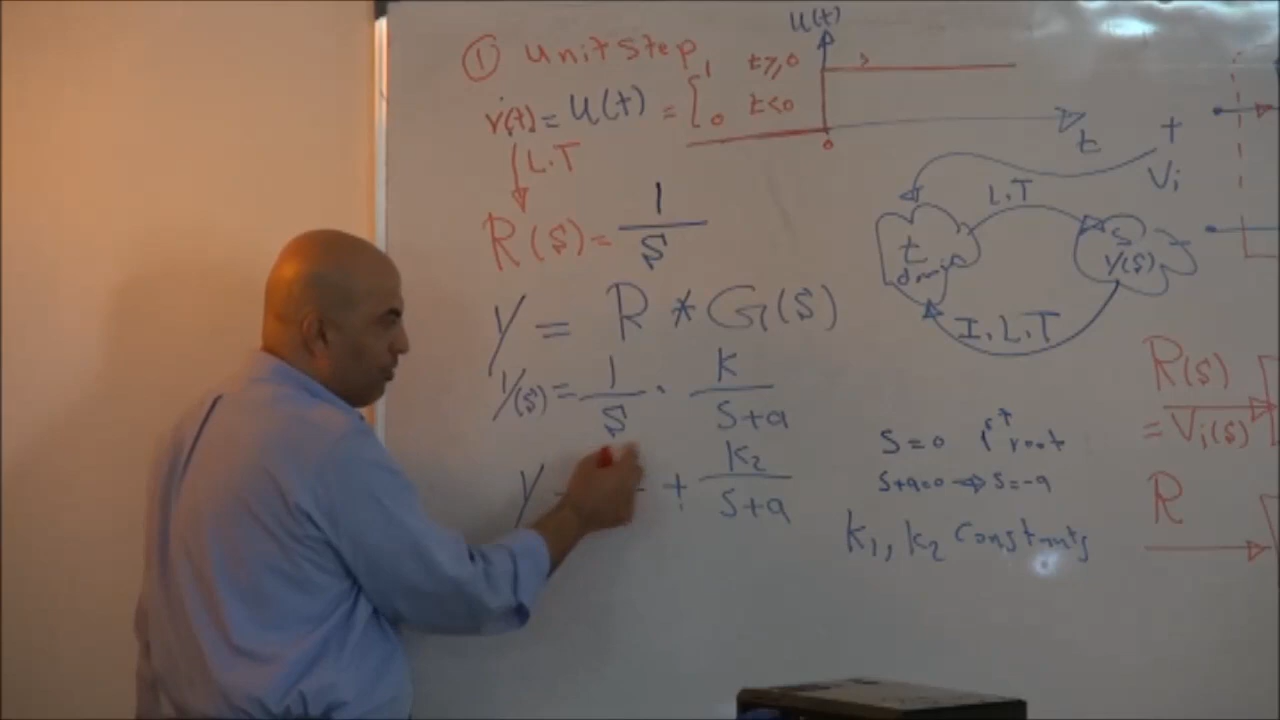 ① Unit step
u(t)
r(t) = u(t) = [ 1 t≥0
0 t<0
0
t
L.T
R(s) = 1/s
Y = R * G(s)
Y(s) = 1/s . K/(s+a)
Y = + K2/(s+a)
+
Vi
L.T
t
S
Y(s)
I.L.T
S=0 1st root
S+a=0 ⇒ S=-a
K1, K2 constants
R(s)
= Vi(s)
R